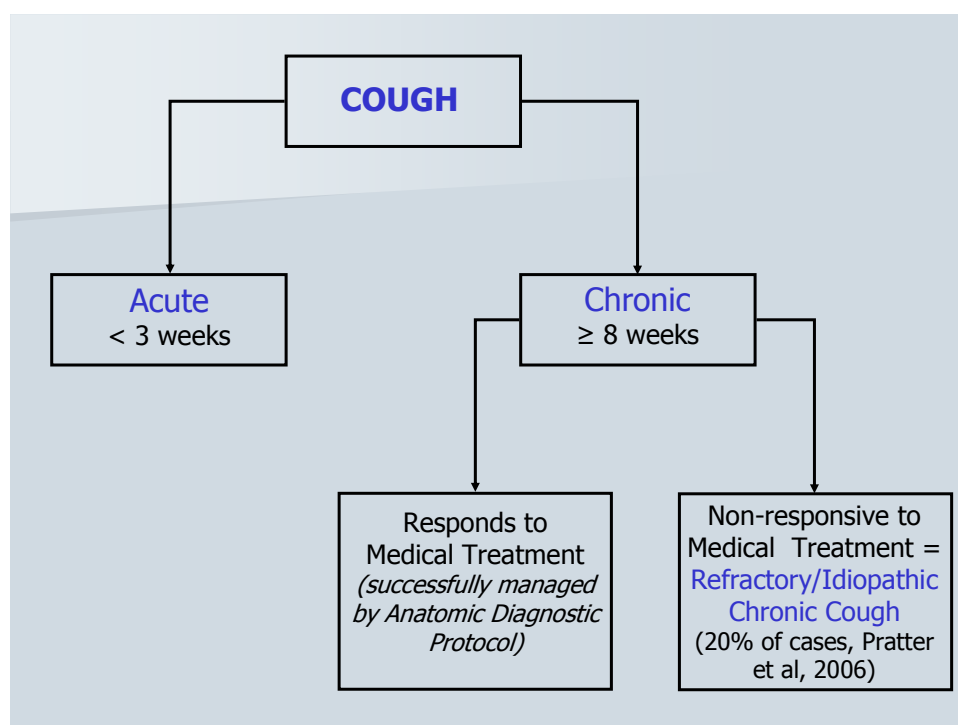 COUGH
Acute
< 3 weeks
Chronic
≥ 8 weeks
Responds to
Medical Treatment
(successfully managed
by Anatomic Diagnostic
Protocol)
Non-responsive to
Medical Treatment =
Refractory/Idiopathic
Chronic Cough
(20% of cases, Pratter
et al, 2006)